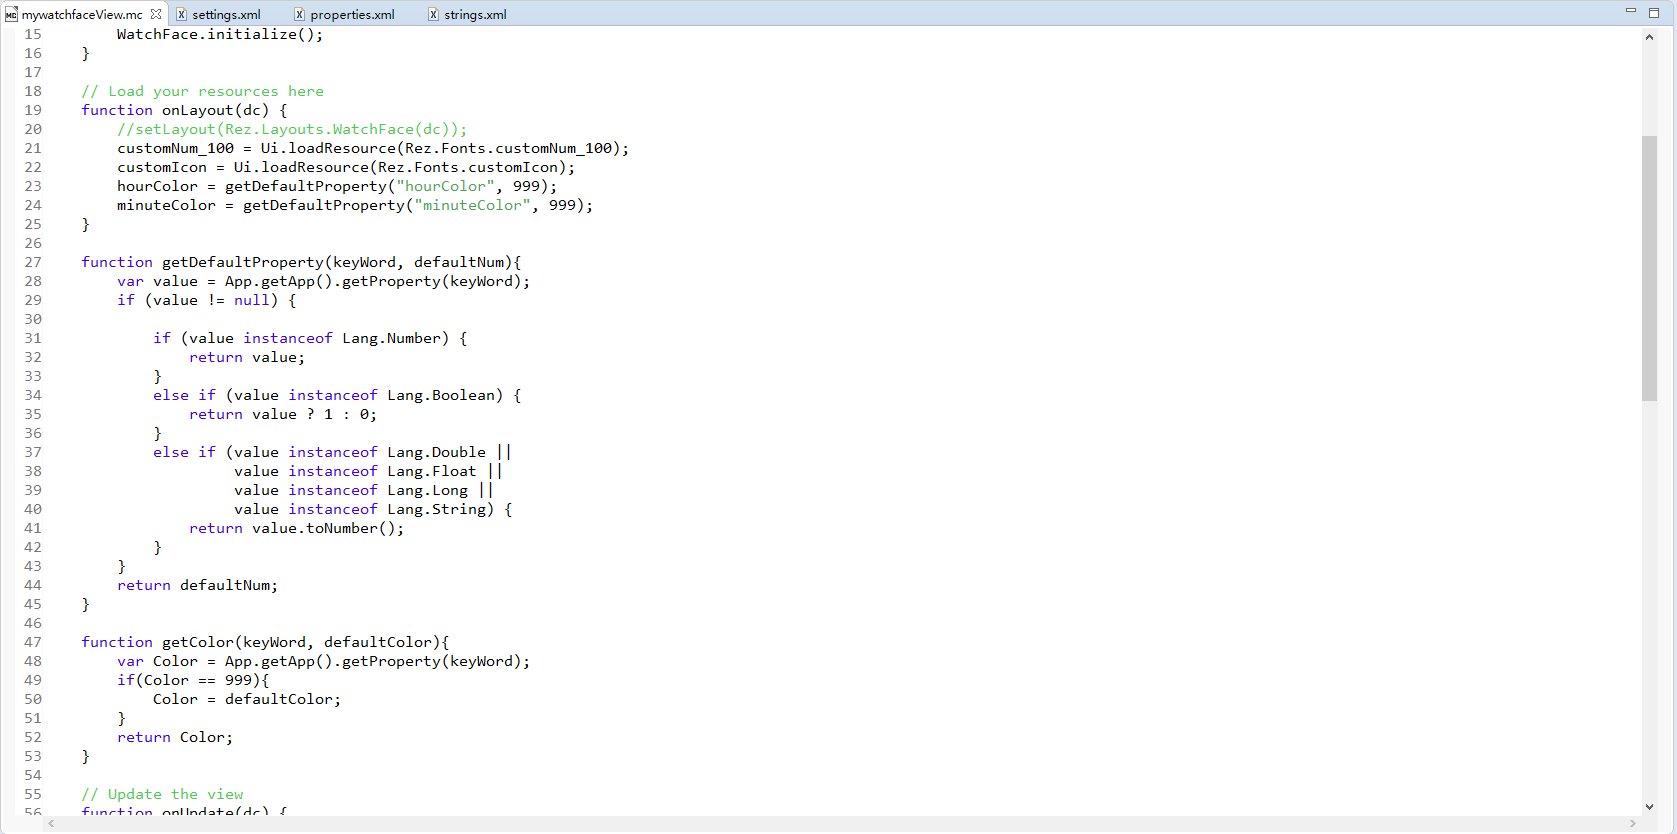 mywatchfaceView.mc settings.xml properties.xml strings.xml
15 WatchFace.initialize();
16 }
17
18 // Load your resources here
19 function onLayout(dc) {
20 //setLayout(Rez.Layouts.WatchFace(dc));
21 customNum_100 = Ui.loadResource(Rez.Fonts.customNum_100);
22 customIcon = Ui.loadResource(Rez.Fonts.customIcon);
23 hourColor = getDefaultProperty("hourColor", 999);
24 minuteColor = getDefaultProperty("minuteColor", 999);
25 }
26
27 function getDefaultProperty(keyWord, defaultNum){
28 var value = App.getApp().getProperty(keyWord);
29 if (value != null) {
30
31 if (value instanceof Lang.Number) {
32 return value;
33 }
34 else if (value instanceof Lang.Boolean) {
35 return value ? 1 : 0;
36 }
37 else if (value instanceof Lang.Double ||
38 value instanceof Lang.Float ||
39 value instanceof Lang.Long ||
40 value instanceof Lang.String) {
41 return value.toNumber();
42 }
43 }
44 return defaultNum;
45 }
46
47 function getColor(keyWord, defaultColor){
48 var Color = App.getApp().getProperty(keyWord);
49 if(Color == 999){
50 Color = defaultColor;
51 }
52 return Color;
53 }
54
55 // Update the view
56 function onUpdate(dc) {